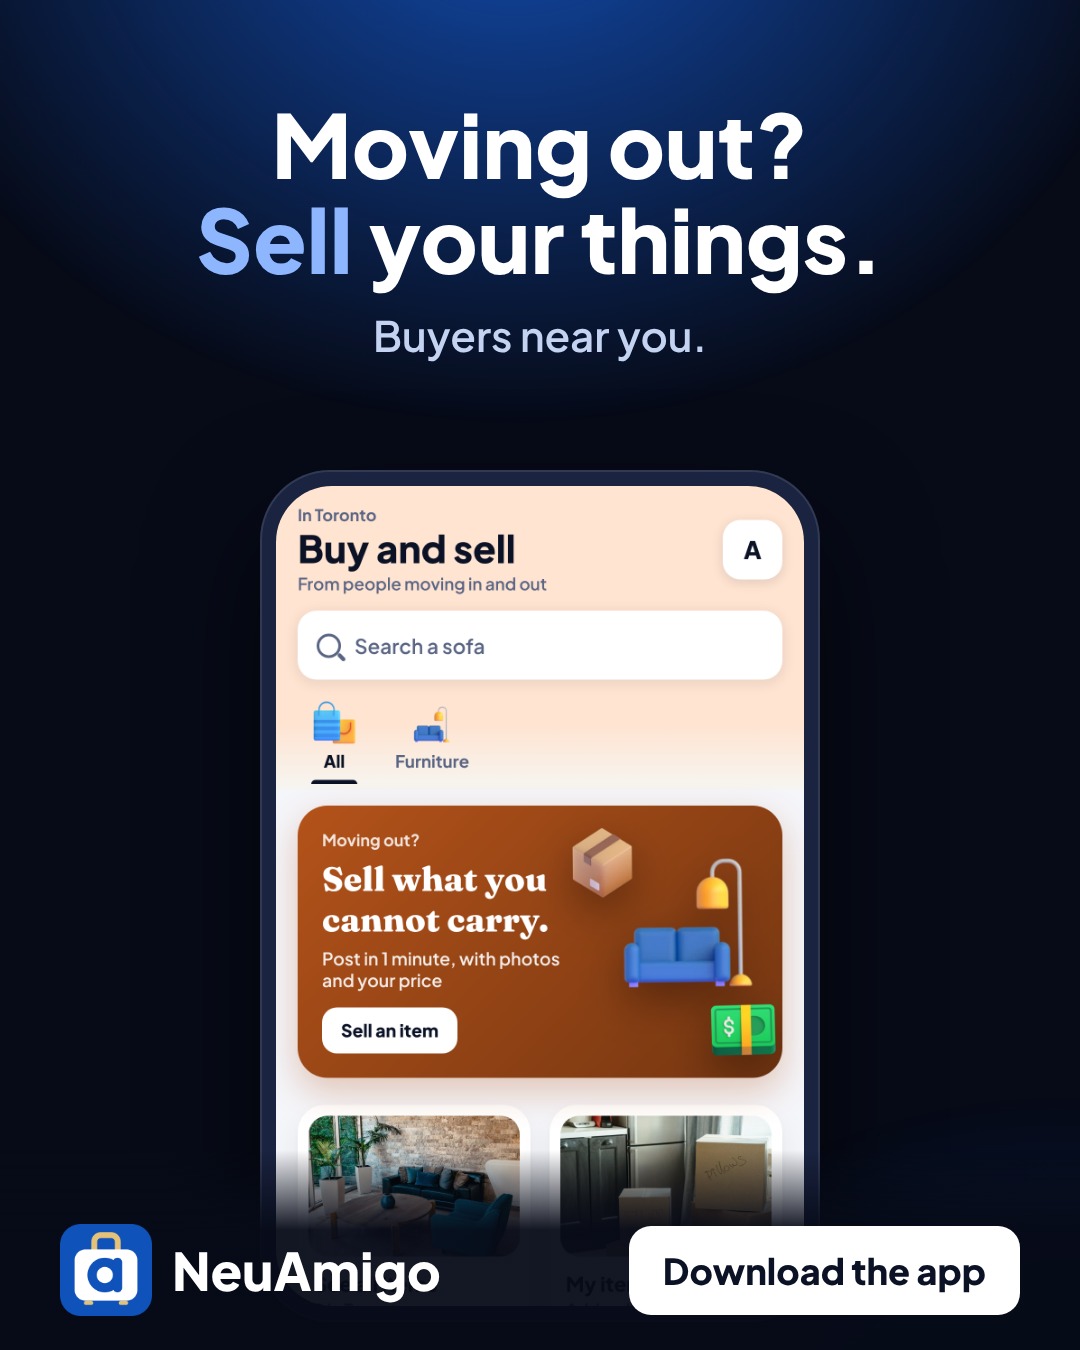 Moving out?
Sell your things.
Buyers near you.
In Toronto
Buy and sell
From people moving in and out
A
Search a sofa
All
Furniture
Moving out?
Sell what you
cannot carry.
Post in 1 minute, with photos
and your price
$
Sell an item
NeuAmigo
My ite
Download the app